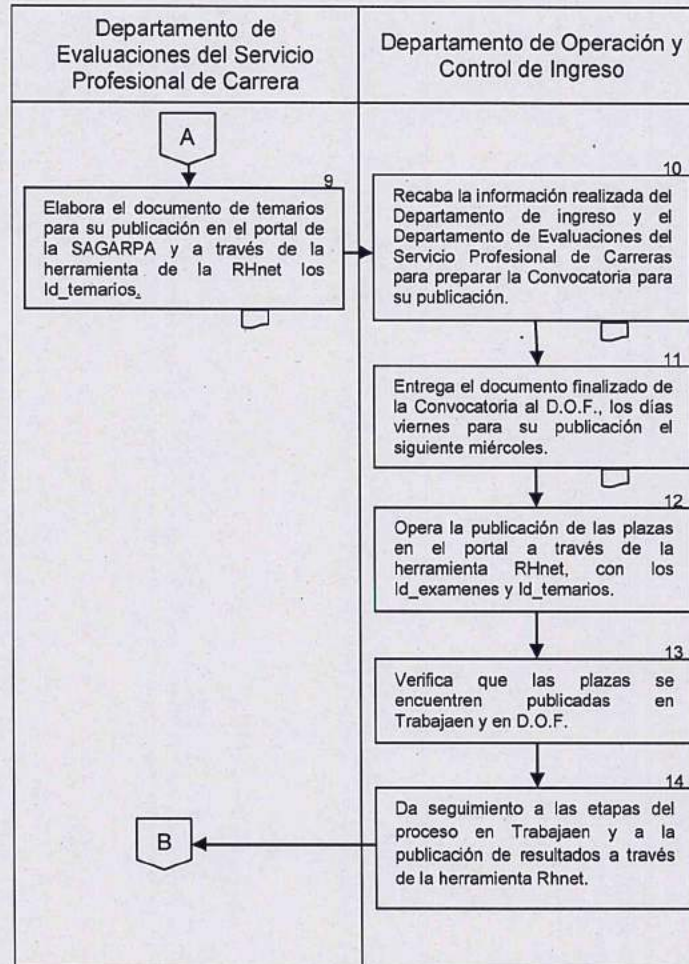 Departamento de
Evaluaciones del Servicio
Profesional de Carrera
Departamento de Operación y
Control de Ingreso
A
9
Elabora el documento de temarios
para su publicación en el portal de
la SAGARPA y a través de la
herramienta de la RHnet los
Id_temarios.
10
Recaba la información realizada del
Departamento de ingreso y el
Departamento de Evaluaciones del
Servicio Profesional de Carreras
para preparar la Convocatoria para
su publicación.
11
Entrega el documento finalizado de
la Convocatoria al D.O.F., los días
viernes para su publicación el
siguiente miércoles.
12
Opera la publicación de las plazas
en el portal a través de la
herramienta RHnet, con los
Id_examenes y Id_temarios.
13
Verifica que las plazas se
encuentren publicadas en
Trabajaen y en D.O.F.
14
Da seguimiento a las etapas del
proceso en Trabajaen y a la
publicación de resultados a través
de la herramienta Rhnet.
B